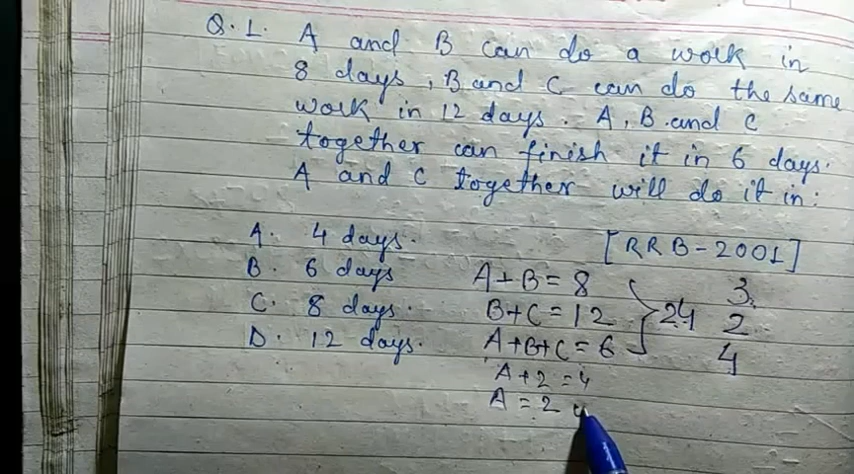 Q.1. A and B can do a work in
8 days, B and C can do the same
work in 12 days. A, B and C
together can finish it in 6 days.
A and C together will do it in:
[RRB-2001]
A. 4 days.
B. 6 days
C. 8 days.
D. 12 days.
A+B=8 3
B+C=12 24 2
A+B+C=6 4
A+2=4
A=2